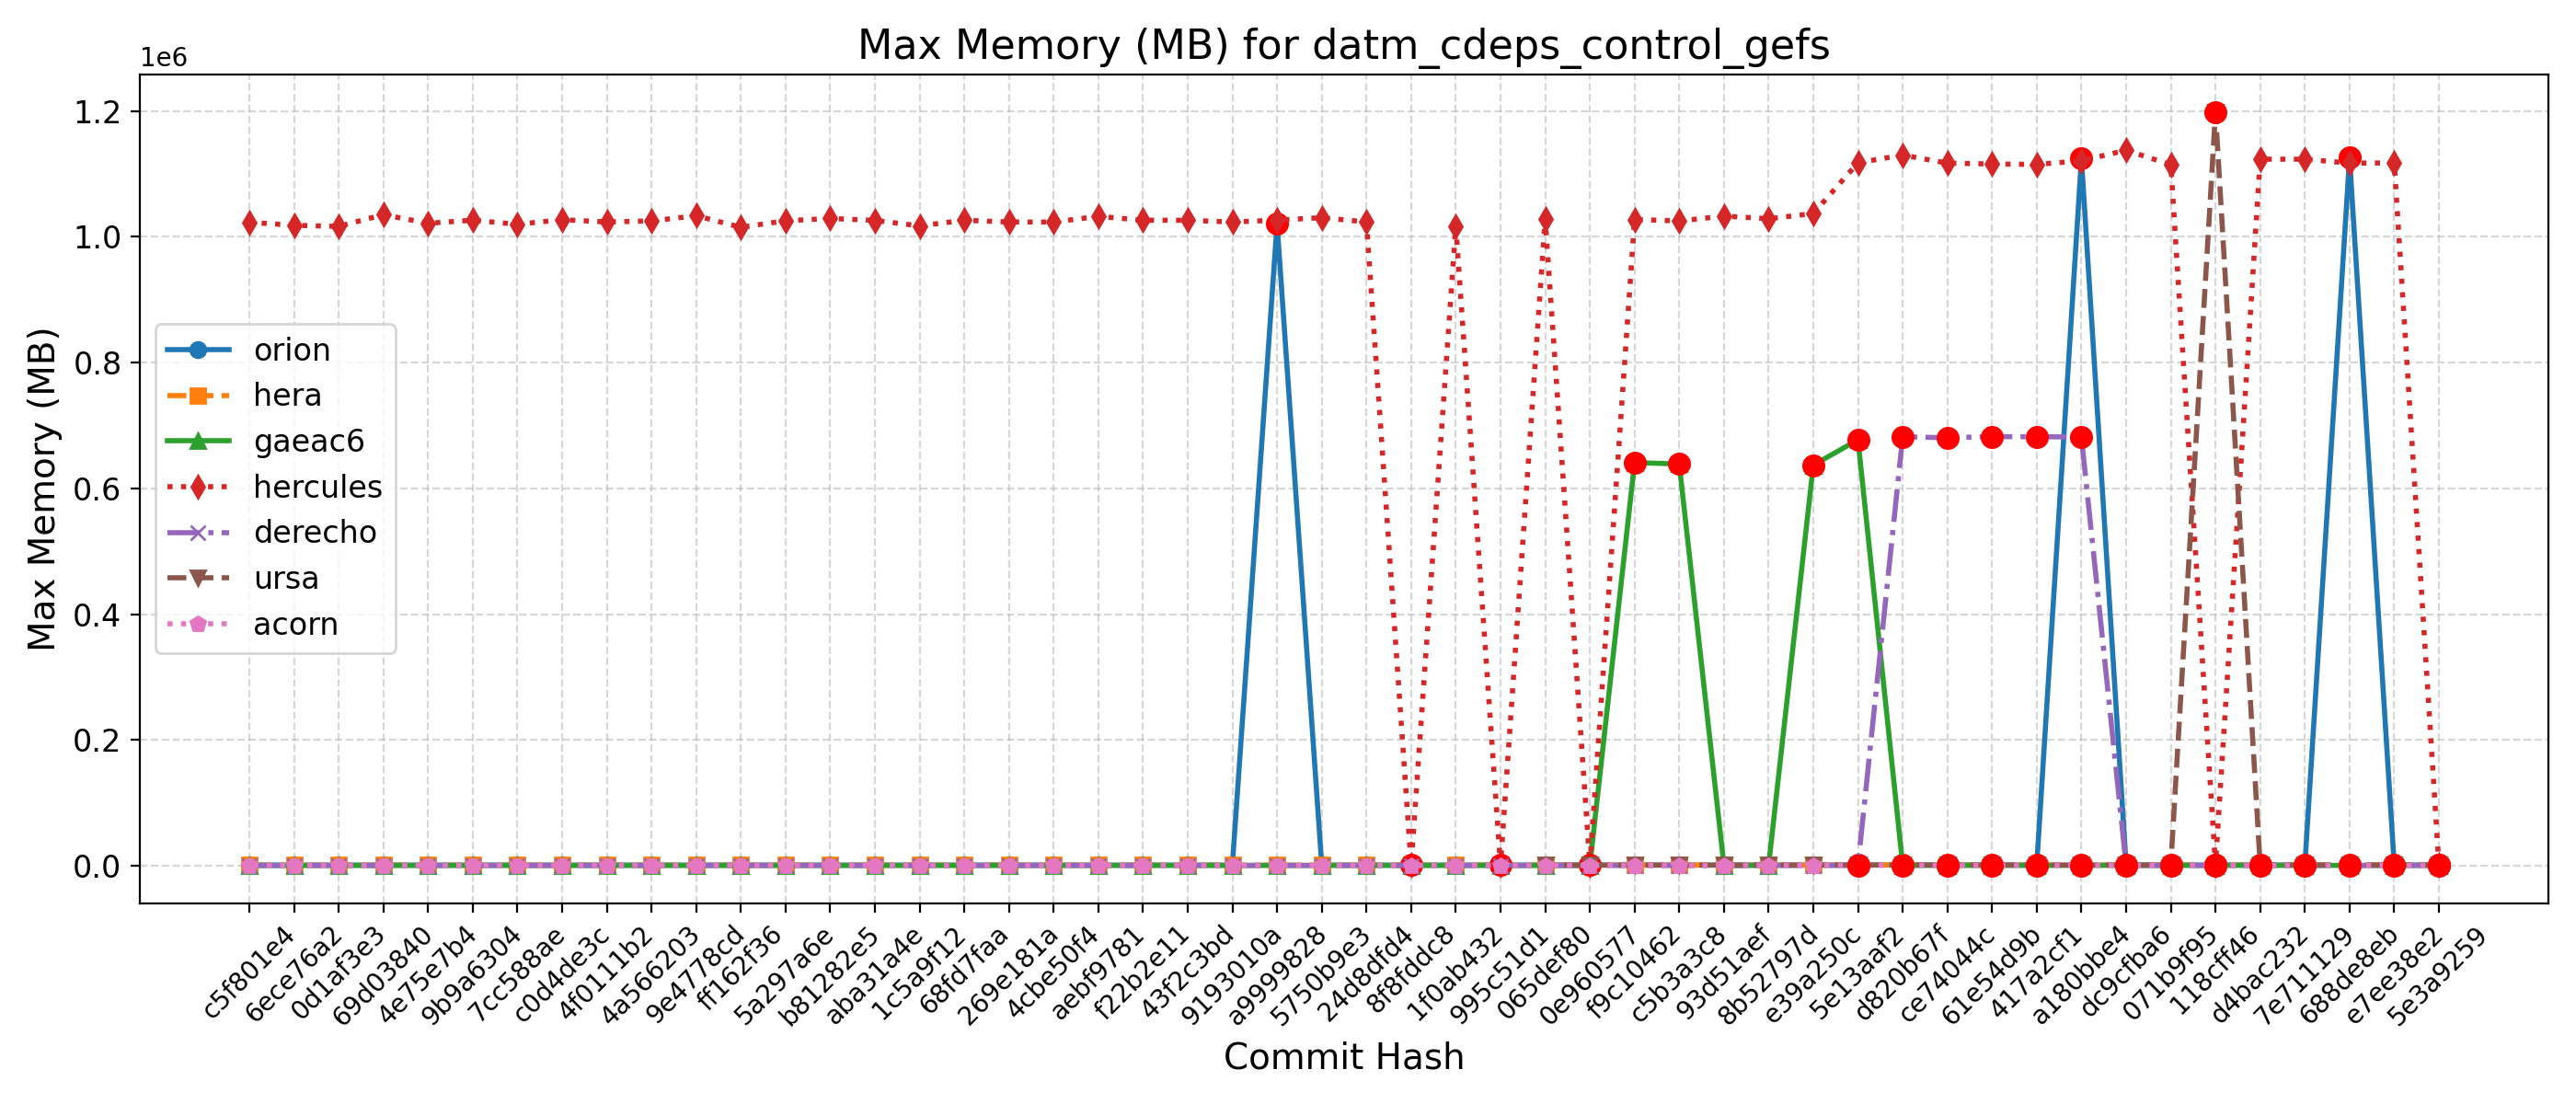 Max Memory (MB) for datm_cdeps_control_gefs
1e6
1.2
1.0
0.8
0.6
0.4
0.2
0.0
Max Memory (MB)
orion
hera
gaeac6
hercules
derecho
ursa
acorn
c5f801e4
6ece76a2
0d1af3e3
69d03840
4e75e7b4
9b9a6304
7cc588ae
c0d4de3c
4f0111b2
4a566203
9e4778cd
ff162f36
5a297a6e
b81282e5
aba31a4e
1c5a9f12
68fd7faa
269e181a
4cbe50f4
aebf9781
f22b2e11
43f2c3bd
9193010a
a9999828
5750b9e3
24d8dfd4
8f8fddc8
1f0ab432
995c51d1
065def80
0e960577
f9c10462
c5b3a3c8
93d51aef
8b52797d
e39a250c
5e13aaf2
d820b67f
ce74044c
61e54d9b
417a2cf1
a180bbe4
dc9cfba6
071b9f95
118cff46
d4bac232
7e711129
688de8eb
e7ee38e2
5e3a9259
Commit Hash